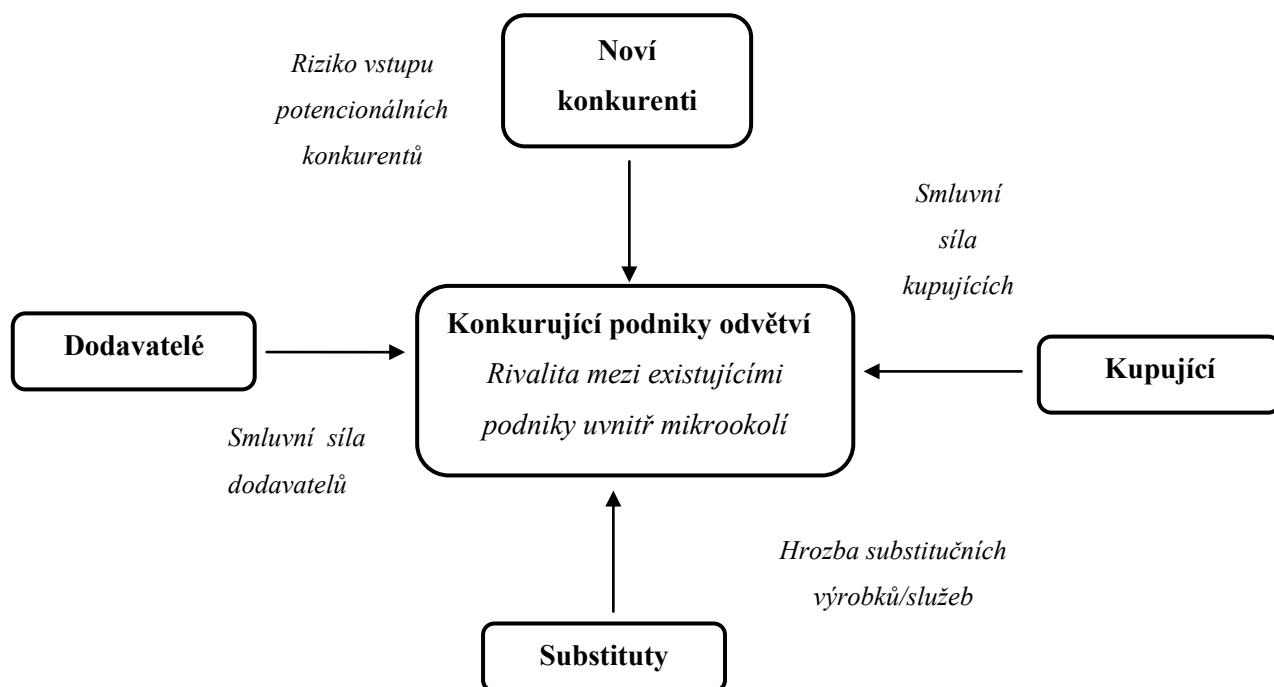 Riziko vstupu
potencionálních
konkurentů
Noví
konkurenti
Smluvní
síla
kupujících
Dodavatelé
Konkurující podniky odvětví
Rivalita mezi existujícími
podniky uvnitř mikrookolí
Kupující
Smluvní síla
dodavatelů
Hrozba substitučních
výrobků/služeb
Substituty